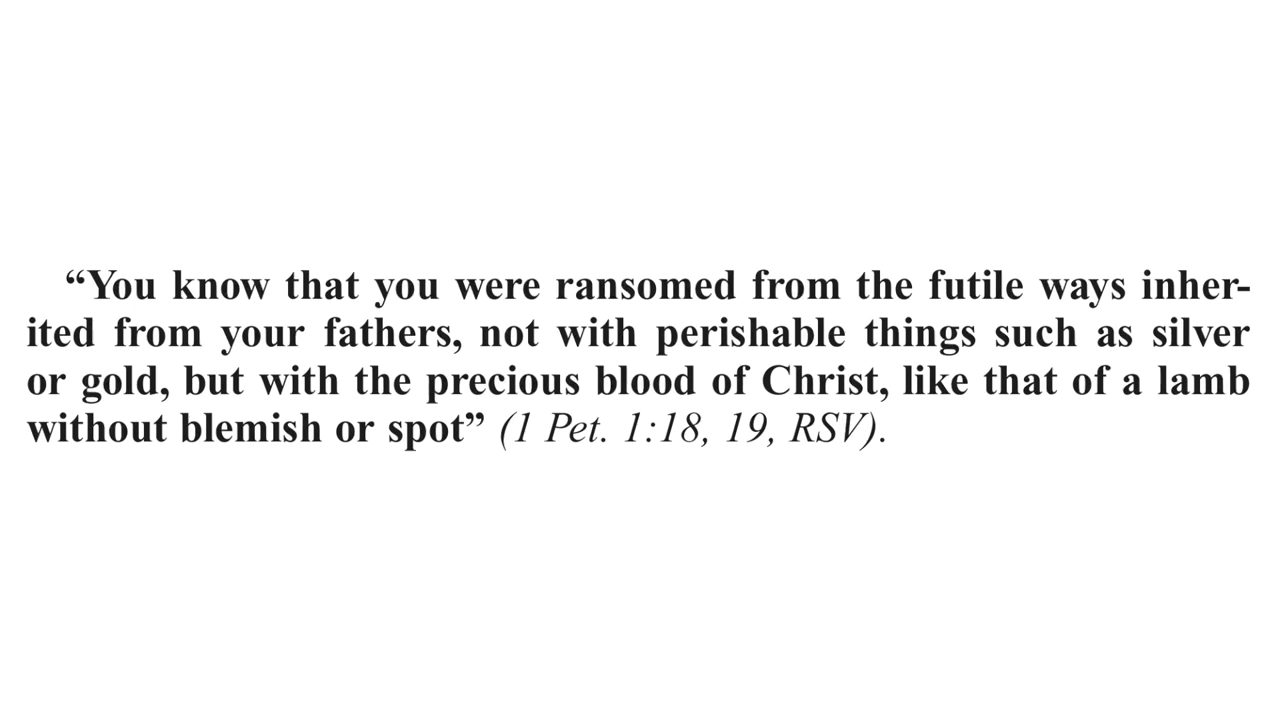 “You know that you were ransomed from the futile ways inher-
ited from your fathers, not with perishable things such as silver
or gold, but with the precious blood of Christ, like that of a lamb
without blemish or spot” (1 Pet. 1:18, 19, RSV).